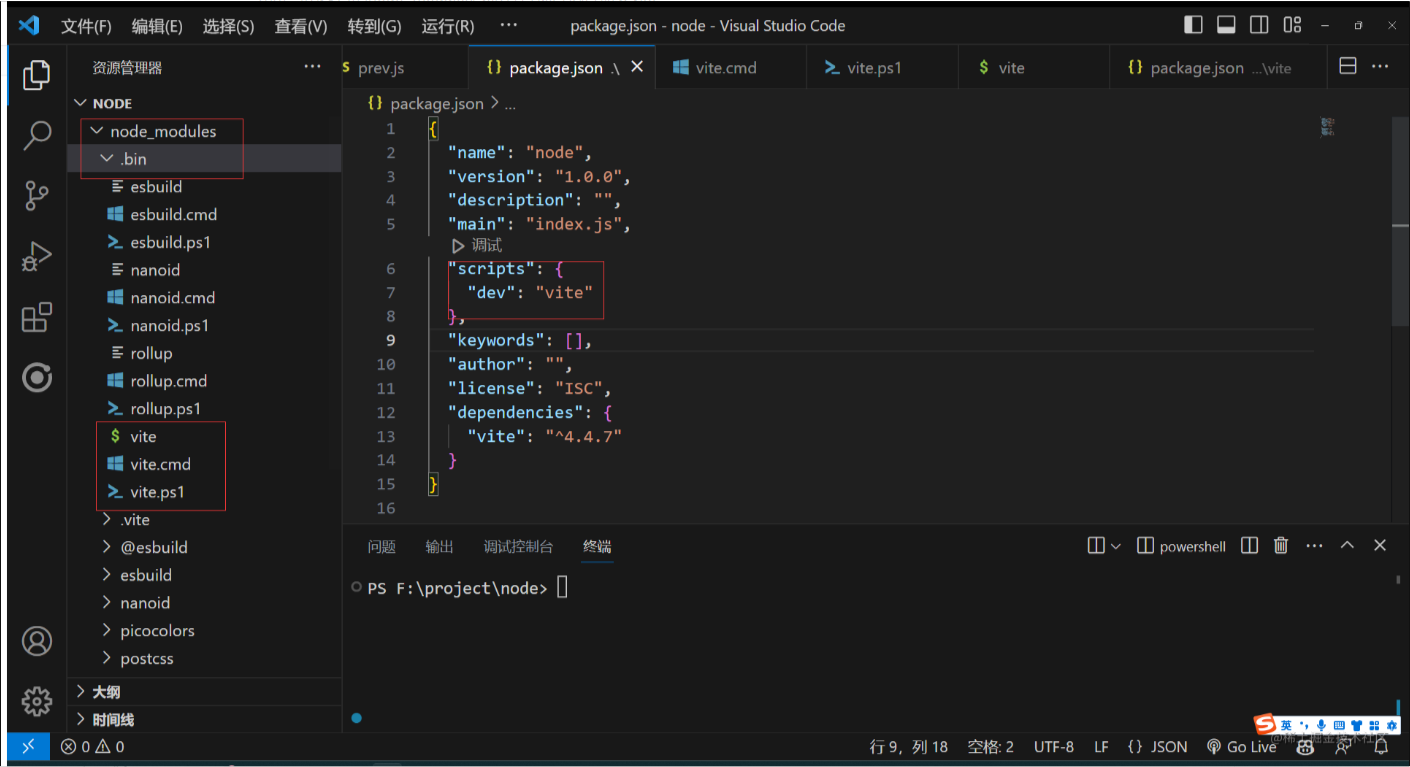 文件(F) 编辑(E) 选择(S) 查看(V) 转到(G) 运行(R) ··· package.json - node - Visual Studio Code
资源管理器 ···
NODE
node_modules
.bin
esbuild
esbuild.cmd
esbuild.ps1
nanoid
nanoid.cmd
nanoid.ps1
rollup
rollup.cmd
rollup.ps1
$ vite
vite.cmd
vite.ps1
.vite
@esbuild
esbuild
nanoid
picocolors
postcss
大纲
时间线
S prev.js {} package.json .\ vite.cmd vite.ps1 $ vite {} package.json ...\vite ···
{} package.json > ...
1 {
2 "name": "node",
3 "version": "1.0.0",
4 "description": "",
5 "main": "index.js",
调试
6 "scripts": {
7 "dev": "vite"
8 },
9 "keywords": [],
10 "author": "",
11 "license": "ISC",
12 "dependencies": {
13 "vite": "^4.4.7"
14 }
15 }
16
问题 输出 调试控制台 终端 powershell ···
PS F:\project\node>
英
@稀土掘金技术社区
0 0 行 9，列 18 空格: 2 UTF-8 LF {} JSON Go Live